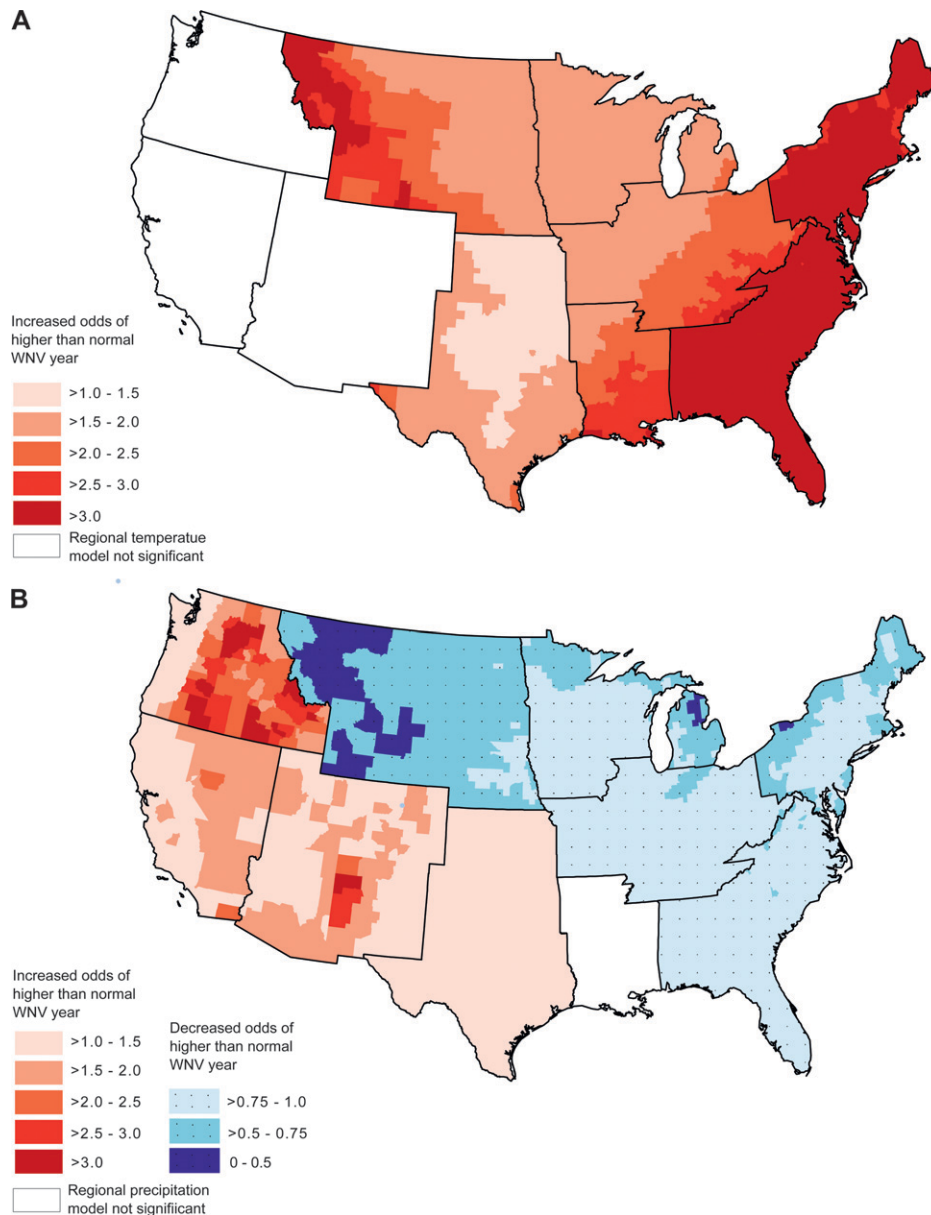 A
Increased odds of
higher than normal
WNV year
>1.0 - 1.5
>1.5 - 2.0
>2.0 - 2.5
>2.5 - 3.0
>3.0
Regional temperatue
model not significant
B
Increased odds of
higher than normal
WNV year
>1.0 - 1.5
>1.5 - 2.0
>2.0 - 2.5
>2.5 - 3.0
>3.0
Regional precipitation
model not signifiicant
Decreased odds of
higher than normal
WNV year
>0.75 - 1.0
>0.5 - 0.75
0 - 0.5